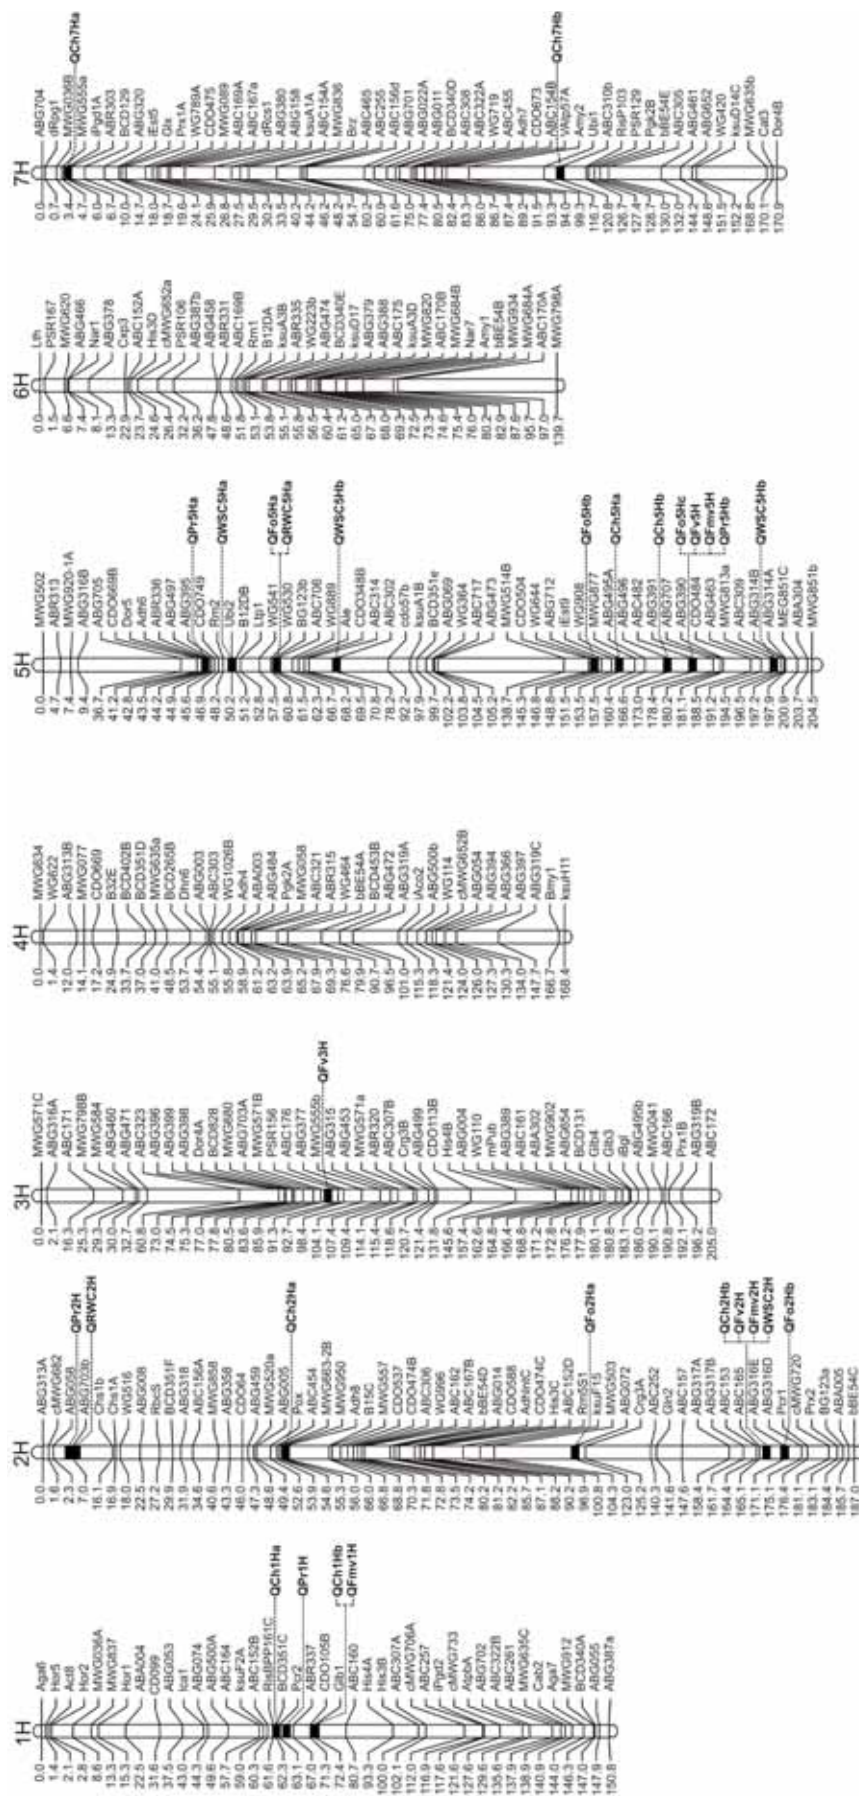 1H
0.0 Aga6
1.4 Hor5
2.1 Act8
2.8 Hor2
8.6 MWG036A
13.3 MWG837
15.3 Hor1
22.5 ABA004
31.6 CD099
37.5 ABG053
43.0 Ica1
44.3 ABG074
49.6 ABG500A
57.7 ABC164
59.0 ksuF2A
60.3 ABC152B
61.6 RisBPP161C
62.3 BCD351C
63.1 Pcr2
67.0 ABR337
71.3 CDO105B
72.4 Glb1
80.7 ABC160
93.3 His4A
100.0 His3B
102.1 ABC307A
112.0 cMWG706A
116.9 ABC257
117.6 iPgd2
121.6 cMWG733
127.6 AtpbA
129.6 ABG702
135.6 ABC322B
137.9 ABC261
138.9 MWG635C
140.9 Cab2
144.0 Aga7
146.3 MWG912
147.0 BCD340A
147.9 ABG055
150.8 ABG387a
QCh1Ha
QPr1H
QCh1Hb
QFmv1H
2H
0.0 ABG313A
1.6 cMWG682
2.3 ABG058
7.0 ABG703b
16.1 Chs1b
16.9 Chs1A
18.0 WG516
22.5 ABG008
27.2 RbcS
29.9 BCD351F
31.9 ABG318
34.6 ABC156A
40.6 MWG858
43.3 ABG358
46.0 CDO64
47.3 ABG459
48.6 MWG520a
49.4 ABG005
52.6 Pox
53.9 ABC454
54.6 MWG663-2B
55.3 MWG950
56.0 Adh8
66.0 B15C
66.8 MWG557
68.8 CDO537
70.3 CDO474B
71.8 ABC306
72.8 WG996
73.5 ABC162
74.2 ABC167B
80.2 bBE54D
81.2 ABG014
82.2 CDO588
85.7 AdhintC
87.1 CDO474C
88.2 His3C
90.2 ABC152D
96.9 Rrn5S1
100.8 ksuF15
104.3 MWG503
123.0 ABG072
125.2 Crg3A
140.3 ABC252
141.6 Gln2
147.6 ABC157
158.4 ABG317A
161.7 ABG317B
164.4 ABC153
165.1 ABC165
171.1 ABG316E
175.1 ABG316D
176.4 Pcr1
181.1 cMWG720
183.1 Prx2
184.4 BG123a
185.7 ABA005
187.0 bBE54C
QPr2H
QRWC2H
QCh2Ha
QFo2Ha
QCh2Hb
QFv2H
QFmv2H
QWSC2H
QFo2Hb
3H
0.0 MWG571C
2.1 ABG316A
16.3 ABC171
25.3 MWG798B
29.3 MWG584
30.0 ABG460
32.7 ABG471
60.8 ABC323
73.0 ABG396
74.3 ABG399
75.3 ABG398
77.0 Dor4A
77.8 BCD828
80.5 MWG680
83.6 ABG703A
85.9 MWG571B
91.3 PSR156
92.7 ABC176
98.4 ABG377
104.1 MWG555b
107.4 ABG315
109.4 ABG453
114.1 MWG571a
115.4 ABR320
118.6 ABC307B
120.7 Crg3B
121.4 ABG499
131.8 CDO113B
145.6 His4B
157.4 ABG004
162.6 WG110
164.8 mPub
166.4 ABG389
168.8 ABC161
171.2 ABA302
172.8 MWG902
176.2 ABG654
177.9 BCD131
180.1 Glb4
180.8 Glb3
183.1 iBgl
186.0 ABG495b
190.1 MWG041
190.8 ABC166
192.1 Prx1B
196.2 ABG319B
205.0 ABC172
QFv3H
4H
0.0 MWG634
1.4 WG622
12.0 ABG313B
14.1 MWG077
17.2 CDO669
24.9 B32E
33.7 BCD402B
37.0 BCD351D
41.0 MWG635a
48.5 BCD265B
53.7 Dhn6
54.4 ABG003
55.1 ABC303
55.8 WG1026B
58.9 Adh4
61.2 ABA003
63.2 ABG484
63.9 Pgk2A
65.2 MWG058
67.9 ABC321
69.3 ABR315
76.6 WG464
79.9 bBE54A
90.7 BCD453B
96.5 ABG472
101.0 ABG319A
115.3 iAco2
118.3 ABG500b
121.4 WG114
124.0 cMWG652B
126.0 ABG054
127.3 ABG394
130.3 ABG366
134.0 ABG397
147.7 ABG319C
166.7 Bmy1
168.4 ksuH11
5H
0.0 MWG502
4.7 ABR313
7.4 MWG920-1A
9.4 ABG316B
36.7 ABG705
41.2 CDO669B
42.8 Dor5
43.5 Adh6
44.2 ABR336
44.9 ABG497
45.6 ABG395
46.9 CDO749
48.2 Rrn2
50.2 Ubi2
51.2 B12DB
52.8 Ltp1
57.5 WG541
60.8 WG530
61.5 BG123b
62.3 ABC706
66.7 WG889
68.2 Ale
69.5 CDO348B
70.8 ABC314
78.2 ABC302
92.2 cdo57b
97.9 ksuA1B
99.7 BCD351e
102.2 ABG069
103.8 WG364
104.5 ABC717
105.2 ABG473
138.7 MWG514B
145.3 CDO504
146.8 WG644
148.8 ABG712
151.5 iEst9
153.5 WG908
157.5 MWG877
160.4 ABG495A
166.6 ABG496
173.0 ABC482
178.4 ABG391
180.2 ABG707
181.1 ABG390
188.5 CDO484
191.2 ABG463
194.5 MWG813a
196.5 ABC309
197.2 ABG314B
197.9 ABG314A
200.9 MEG851C
203.7 ABA304
204.5 MWG851b
QPr5Ha
QWSC5Ha
QFo5Ha
QRWC5Ha
QWSC5Hb
QFo5Hb
QCh5Ha
QCh5Hb
QFo5Hc
QFv5H
QFmv5H
QPr5Hb
QWSC5Hb
6H
0.0 Lth
1.5 PSR167
6.6 MWG620
7.4 ABG466
8.1 Nar1
13.3 ABG378
22.9 Cxp3
23.7 ABC152A
24.6 His3D
26.4 cMWG652a
32.2 PSR106
36.2 ABG387b
47.8 ABG458
48.6 ABR331
51.8 ABC169B
53.1 Rrn1
53.8 B12DA
55.1 ksuA3B
55.8 ABR335
56.5 WG223b
60.4 ABG474
61.2 BCD340E
65.0 ksuD17
67.3 ABG379
68.0 ABG388
69.5 ABC175
72.5 ksuA3D
73.3 MWG820
74.6 ABC170B
75.4 MWG684B
76.0 Nar7
80.2 Amy1
82.9 bBE54B
87.6 MWG934
95.7 MWG684A
97.0 ABC170A
139.7 MWG798A
7H
0.0 ABG704
0.7 dRpg1
3.4 MWG036B
4.7 MWG555a
6.0 iPgd1A
6.7 ABR303
10.0 BCD129
14.7 ABG320
18.0 iEst5
18.7 Glx
19.6 Prx1A
24.1 WG789A
25.9 CDO475
26.8 MWG089
27.5 ABC169A
29.5 ABC167a
30.2 dRcs1
33.5 ABG380
40.2 ABC158
44.2 ksuA1A
46.2 ABC154A
48.2 MWG836
54.7 Brz
60.0 ABC465
60.9 ABC255
61.6 ABC156d
75.0 ABG701
77.4 ABG022A
80.5 ABG011
82.4 BCD340D
83.3 ABC308
86.0 ABC322A
86.7 WG719
87.4 ABC455
89.2 Adh7
91.5 CDO673
93.3 ABC154B
94.0 VAtp57A
99.3 Amy2
116.7 Ubi1
120.8 ABC310b
126.7 RisP103
127.4 PSR129
128.7 Pgk2B
130.0 bBE54E
132.0 ABC305
144.2 ABG461
148.6 ABG652
151.5 WG420
152.2 ksuD14C
168.8 MWG635b
170.1 Cat3
170.9 Dor4B
QCh7Ha
QCh7Hb